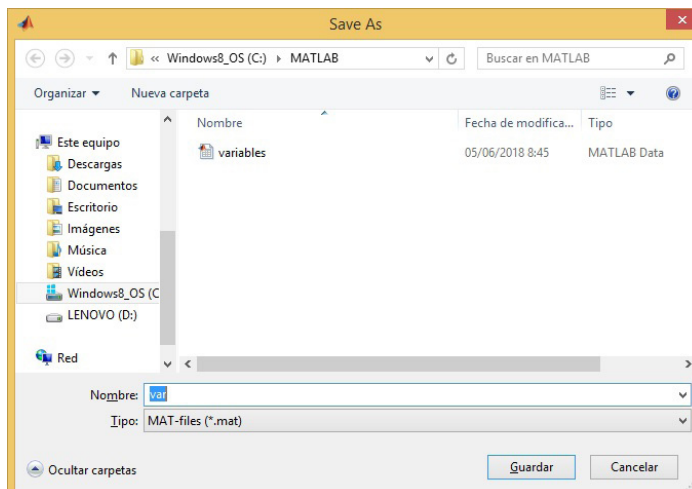 Save As
« Windows8_OS (C:) ▸ MATLAB
Buscar en MATLAB
Organizar
Nueva carpeta
Nombre
Fecha de modifica...
Tipo
Este equipo
Descargas
Documentos
Escritorio
Imágenes
Música
Vídeos
Windows8_OS (C
LENOVO (D:)
Red
variables
05/06/2018 8:45
MATLAB Data
Nombre: var
Tipo: MAT-files (*.mat)
Ocultar carpetas
Guardar
Cancelar